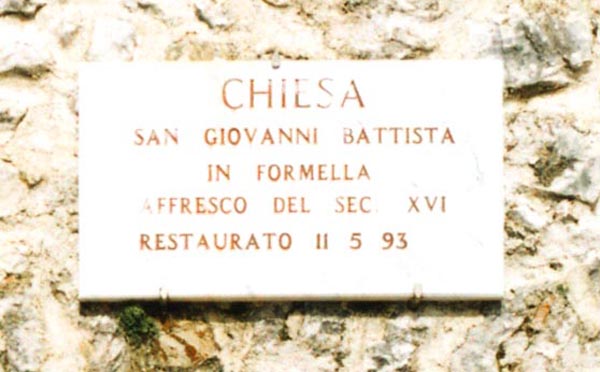 CHIESA
SAN GIOVANNI BATTISTA
IN FORMELLA
AFFRESCO DEL SEC. XVI
RESTAURATO 11 5 93